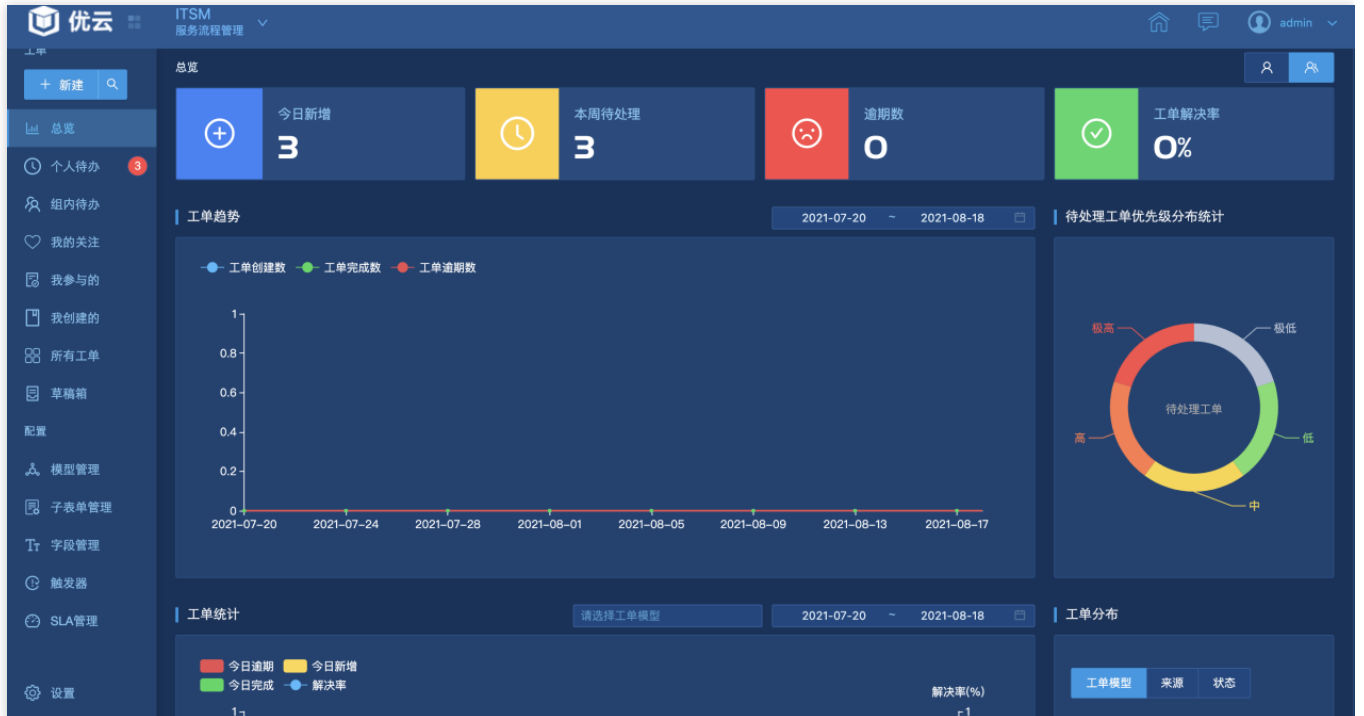 优云
ITSM
服务流程管理
admin
工单
+ 新建
总览
个人待办 3
组内待办
我的关注
我参与的
我创建的
所有工单
草稿箱
配置
模型管理
子表单管理
字段管理
触发器
SLA管理
设置
总览
今日新增
3
本周待处理
3
逾期数
0
工单解决率
0%
工单趋势
2021-07-20 ~ 2021-08-18
工单创建数 工单完成数 工单逾期数
1
0.8
0.6
0.4
0.2
0
2021-07-20 2021-07-24 2021-07-28 2021-08-01 2021-08-05 2021-08-09 2021-08-13 2021-08-17
待处理工单优先级分布统计
极高
极低
待处理工单
高
低
中
工单统计
请选择工单模型
2021-07-20 ~ 2021-08-18
今日逾期 今日新增
今日完成 解决率
解决率(%)
1
1
工单分布
工单模型 来源 状态